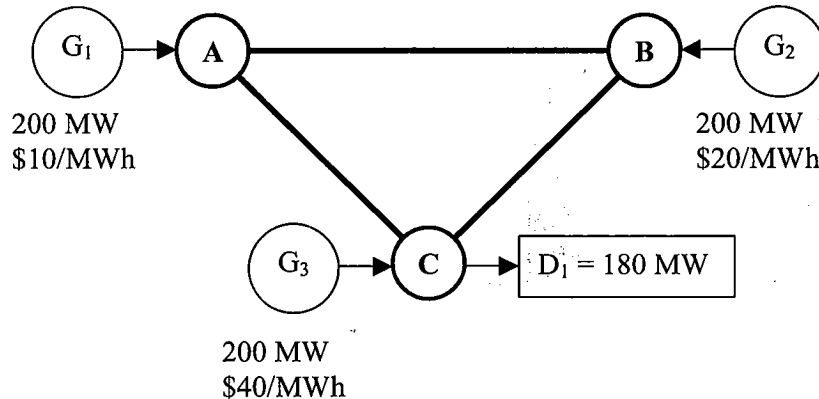 G₁
A
B
G₂
200 MW
$10/MWh
200 MW
$20/MWh
G₃
C
D₁ = 180 MW
200 MW
$40/MWh